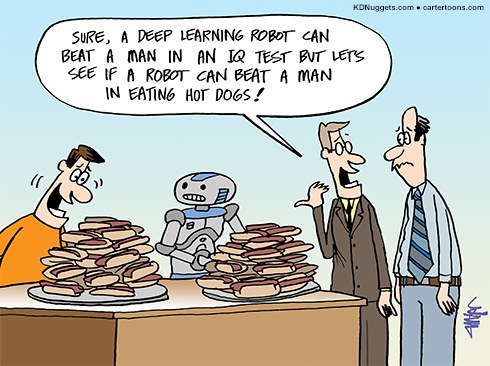 KDNuggets.com • cartertoons.com
SURE, A DEEP LEARNING ROBOT CAN
BEAT A MAN IN AN IQ TEST BUT LET'S
SEE IF A ROBOT CAN BEAT A MAN
IN EATING HOT DOGS!